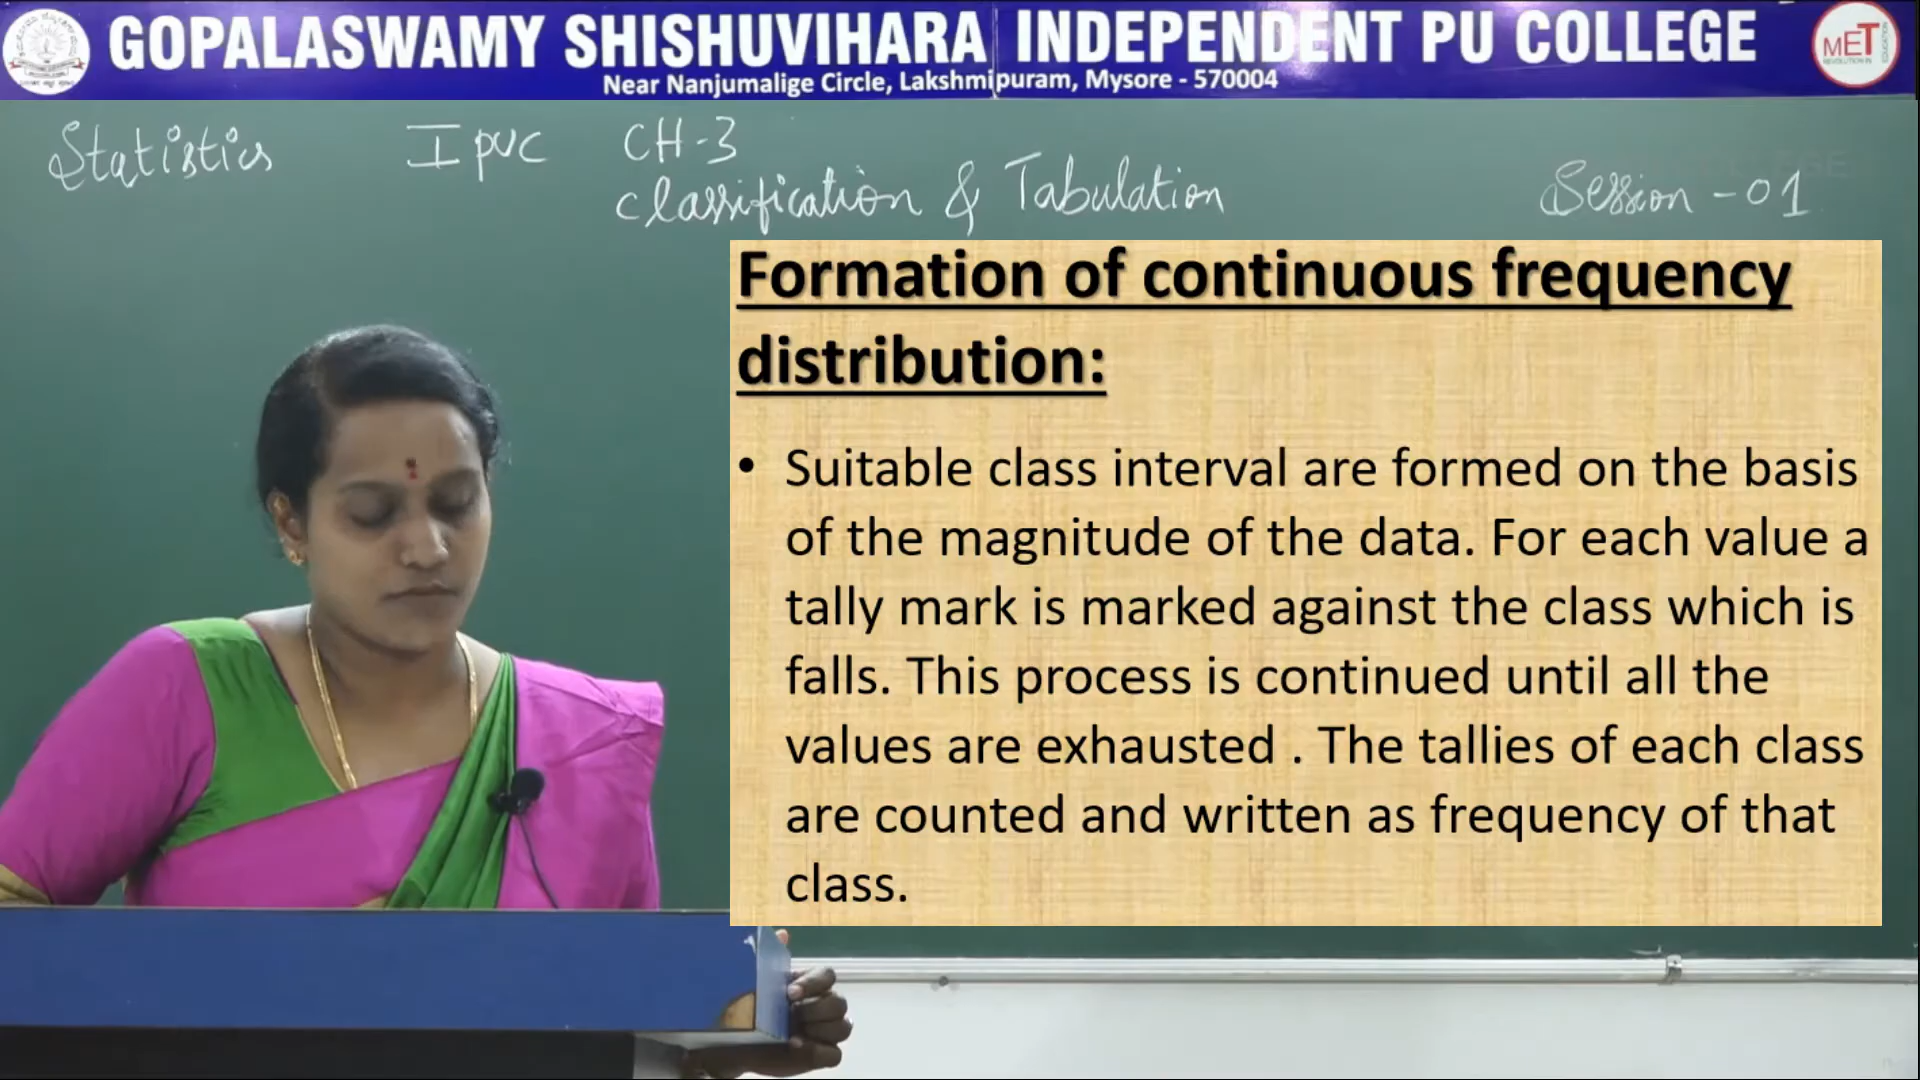 GOPALASWAMY SHISHUVIHARA INDEPENDENT PU COLLEGE
Near Nanjumalige Circle, Lakshmipuram, Mysore - 570004
MET
Statistics I PUC CH-3
Classification & Tabulation
Session - 01
Formation of continuous frequency
distribution:
• Suitable class interval are formed on the basis
of the magnitude of the data. For each value a
tally mark is marked against the class which is
falls. This process is continued until all the
values are exhausted . The tallies of each class
are counted and written as frequency of that
class.